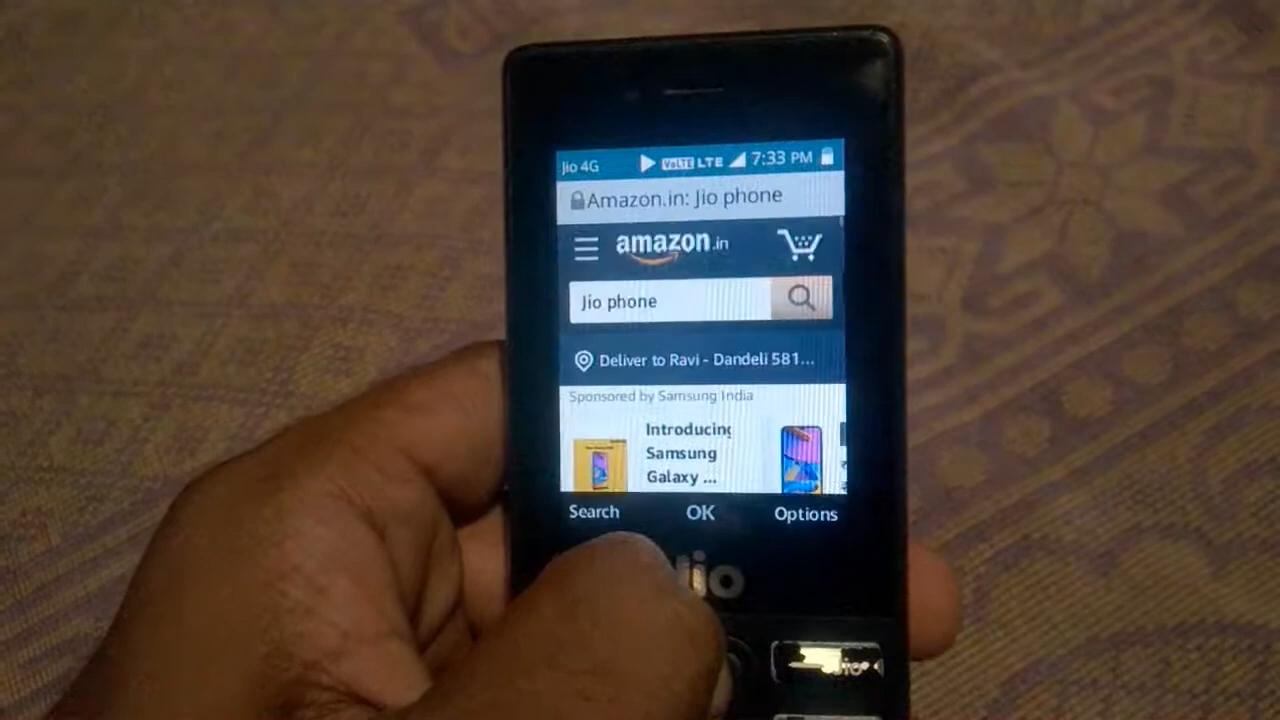 Jio 4G VoLTE LTE 7:33 PM
Amazon.in: Jio phone
amazon.in
Jio phone
Deliver to Ravi - Dandeli 581...
Sponsored by Samsung India
Introducing
Samsung
Galaxy ...
Search OK Options
Jio
Jio